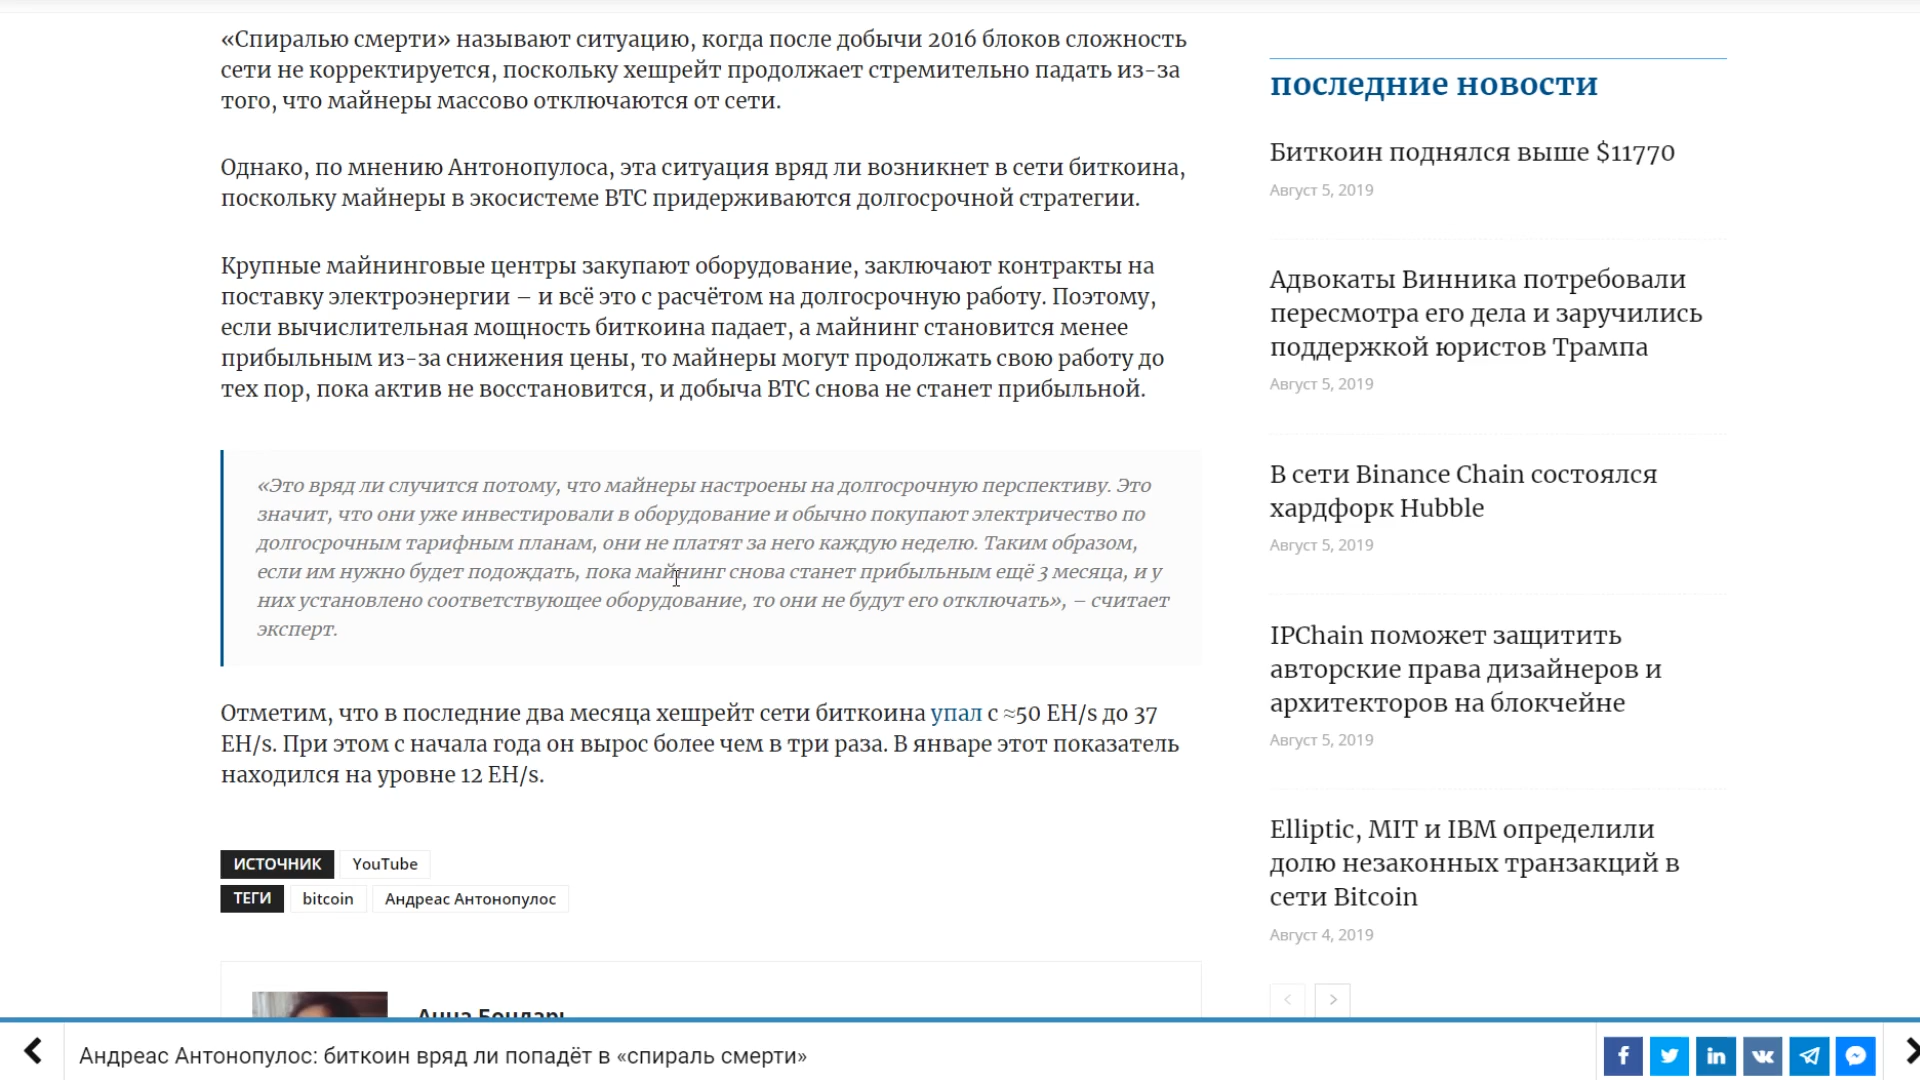 «Спиралью смерти» называют ситуацию, когда после добычи 2016 блоков сложность
сети не корректируется, поскольку хешрейт продолжает стремительно падать из-за
того, что майнеры массово отключаются от сети.
Однако, по мнению Антонопулоса, эта ситуация вряд ли возникнет в сети биткоина,
поскольку майнеры в экосистеме BTC придерживаются долгосрочной стратегии.
Крупные майнинговые центры закупают оборудование, заключают контракты на
поставку электроэнергии – и всё это с расчётом на долгосрочную работу. Поэтому,
если вычислительная мощность биткоина падает, а майнинг становится менее
прибыльным из-за снижения цены, то майнеры могут продолжать свою работу до
тех пор, пока актив не восстановится, и добыча BTC снова не станет прибыльной.
«Это вряд ли случится потому, что майнеры настроены на долгосрочную перспективу. Это
значит, что они уже инвестировали в оборудование и обычно покупают электричество по
долгосрочным тарифным планам, они не платят за него каждую неделю. Таким образом,
если им нужно будет подождать, пока майнинг снова станет прибыльным ещё 3 месяца, и у
них установлено соответствующее оборудование, то они не будут его отключать», – считает
эксперт.
Отметим, что в последние два месяца хешрейт сети биткоина упал с ≈50 EH/s до 37
EH/s. При этом с начала года он вырос более чем в три раза. В январе этот показатель
находился на уровне 12 EH/s.
ИСТОЧНИК YouTube
ТЕГИ bitcoin Андреас Антонопулос
Анна Бондарь
последние новости
Биткоин поднялся выше $11770
Август 5, 2019
Адвокаты Винника потребовали
пересмотра его дела и заручились
поддержкой юристов Трампа
Август 5, 2019
В сети Binance Chain состоялся
хардфорк Hubble
Август 5, 2019
IPChain поможет защитить
авторские права дизайнеров и
архитекторов на блокчейне
Август 5, 2019
Elliptic, MIT и IBM определили
долю незаконных транзакций в
сети Bitcoin
Август 4, 2019
Андреас Антонопулос: биткоин вряд ли попадёт в «спираль смерти»